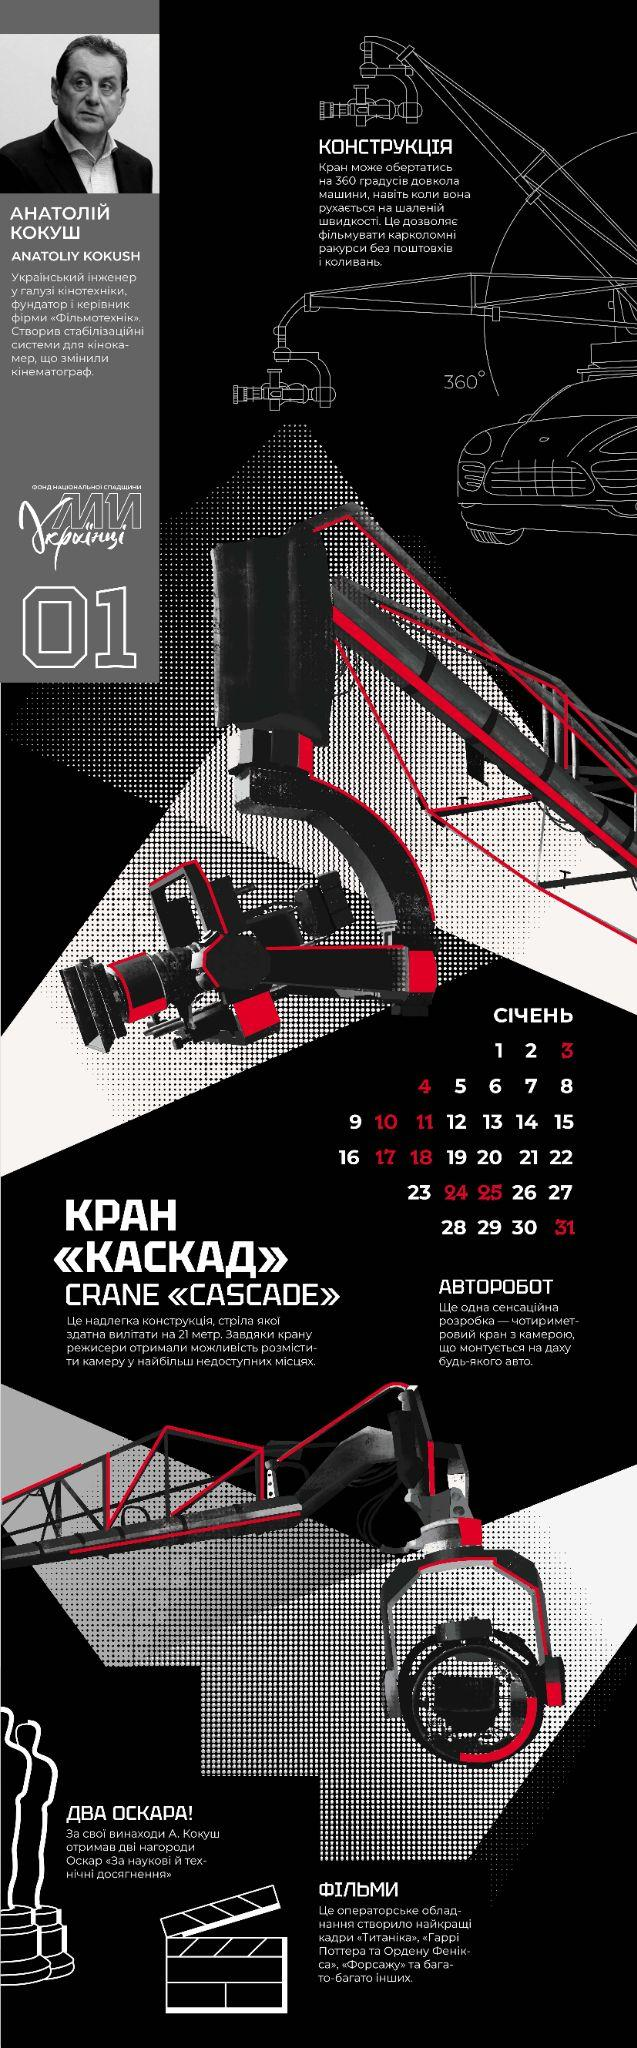 АНАТОЛІЙ
КОКУШ
ANATOLIY KOKUSH
Український інженер
у галузі кінотехніки,
фундатор і керівник
фірми «Фільмотехнік».
Створив стабілізаційні
системи для кінока-
мер, що змінили
кінематограф.
ФОНД НАЦІОНАЛЬНОЇ СПАДЩИНИ
МИ
Українці
01
КОНСТРУКЦІЯ
Кран може обертатись
на 360 градусів довкола
машини, навіть коли вона
рухається на шаленій
швидкості. Це дозволяє
фільмувати карколомні
ракурси без поштовхів
і коливань.
360°
СІЧЕНЬ
1 2 3
4 5 6 7 8
9 10 11 12 13 14 15
16 17 18 19 20 21 22
23 24 25 26 27
28 29 30 31
КРАН
«КАСКАД»
CRANE «CASCADE»
Це надлегка конструкція, стріла якої
здатна вилітати на 21 метр. Завдяки крану
режисери отримали можливість розмісти-
ти камеру у найбільш недоступних місцях.
АВТОРОБОТ
Ще одна сенсаційна
розробка — чотиримет-
ровий кран з камерою,
що монтується на даху
будь-якого авто.
ДВА ОСКАРА!
За свої винаходи А. Кокуш
отримав дві нагороди
Оскар «За наукові й тех-
нічні досягнення»
ФІЛЬМИ
Це операторське облад-
нання створило найкращі
кадри «Титаніка», «Гаррі
Поттера та Ордену Фенік-
са», «Форсажу» та бага-
то-багато інших.